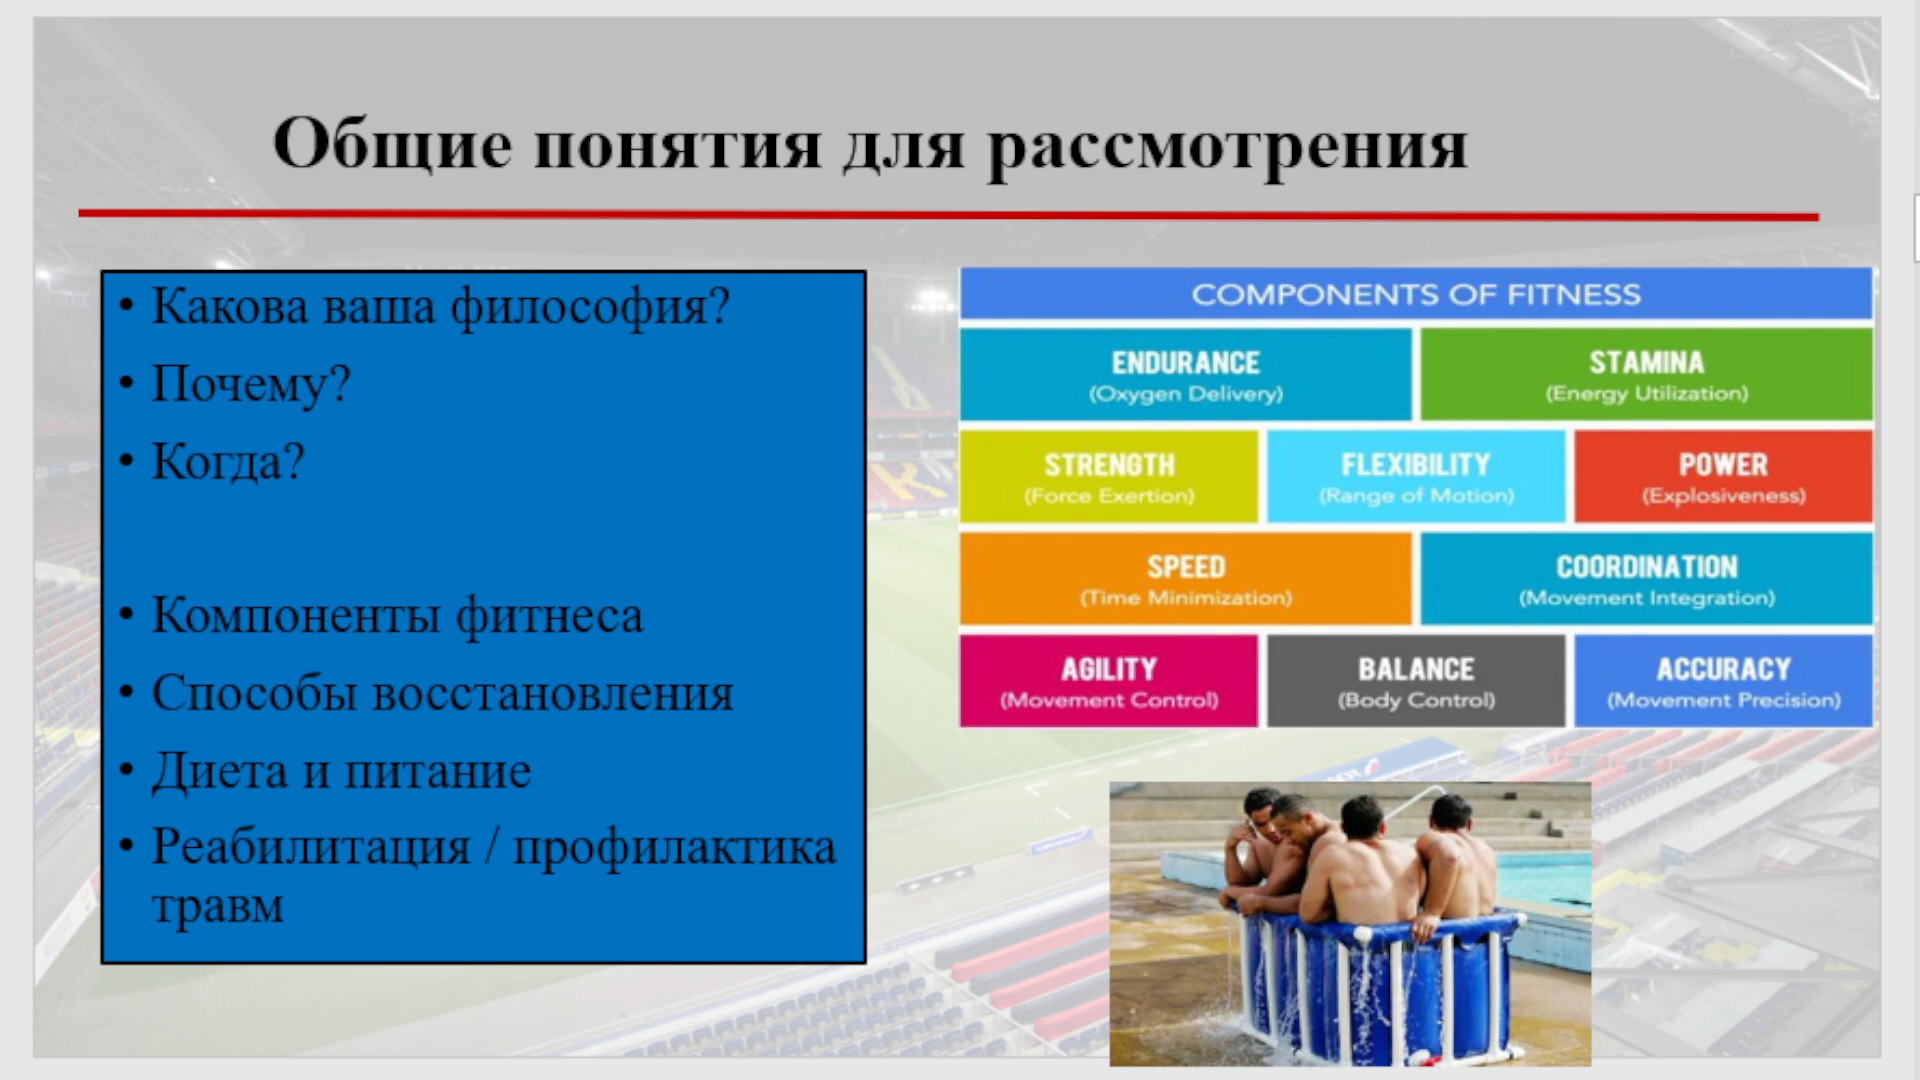 Общие понятия для рассмотрения
• Какова ваша философия?
• Почему?
• Когда?
• Компоненты фитнеса
• Способы восстановления
• Диета и питание
• Реабилитация / профилактика
травм
COMPONENTS OF FITNESS
ENDURANCE
(Oxygen Delivery)
STAMINA
(Energy Utilization)
STRENGTH
(Force Exertion)
FLEXIBILITY
(Range of Motion)
POWER
(Explosiveness)
SPEED
(Time Minimization)
COORDINATION
(Movement Integration)
AGILITY
(Movement Control)
BALANCE
(Body Control)
ACCURACY
(Movement Precision)